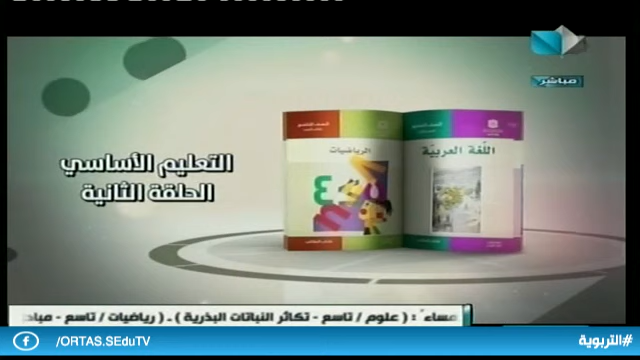 مباشر
التعليم الأساسي
الحلقة الثانية
الرياضيات
٤
اللغة العربية
مساءً : ( علوم / تاسع - تكاثر النباتات البذرية ) . ( رياضيات / تاسع - مباد
/ORTAS.SEduTV
#التربوية